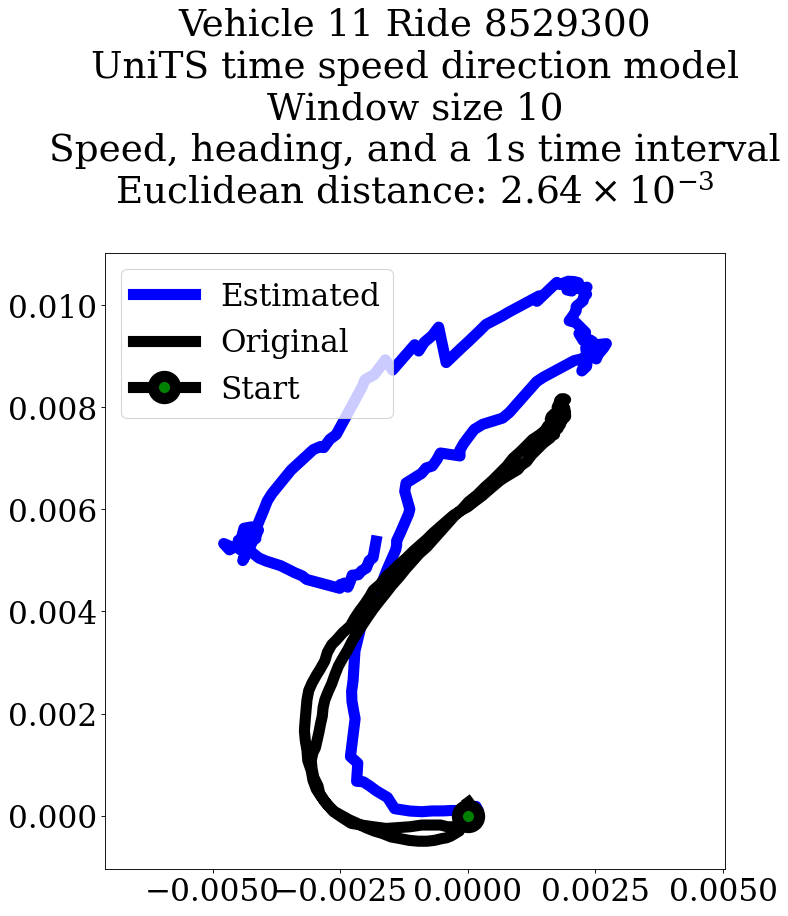 Vehicle 11 Ride 8529300
UniTS time speed direction model
Window size 10
Speed, heading, and a 1s time interval
Euclidean distance: 2.64 × 10⁻³
Estimated
Original
Start
0.010
0.008
0.006
0.004
0.002
0.000
−0.0050 −0.0025 0.0000 0.0025 0.0050